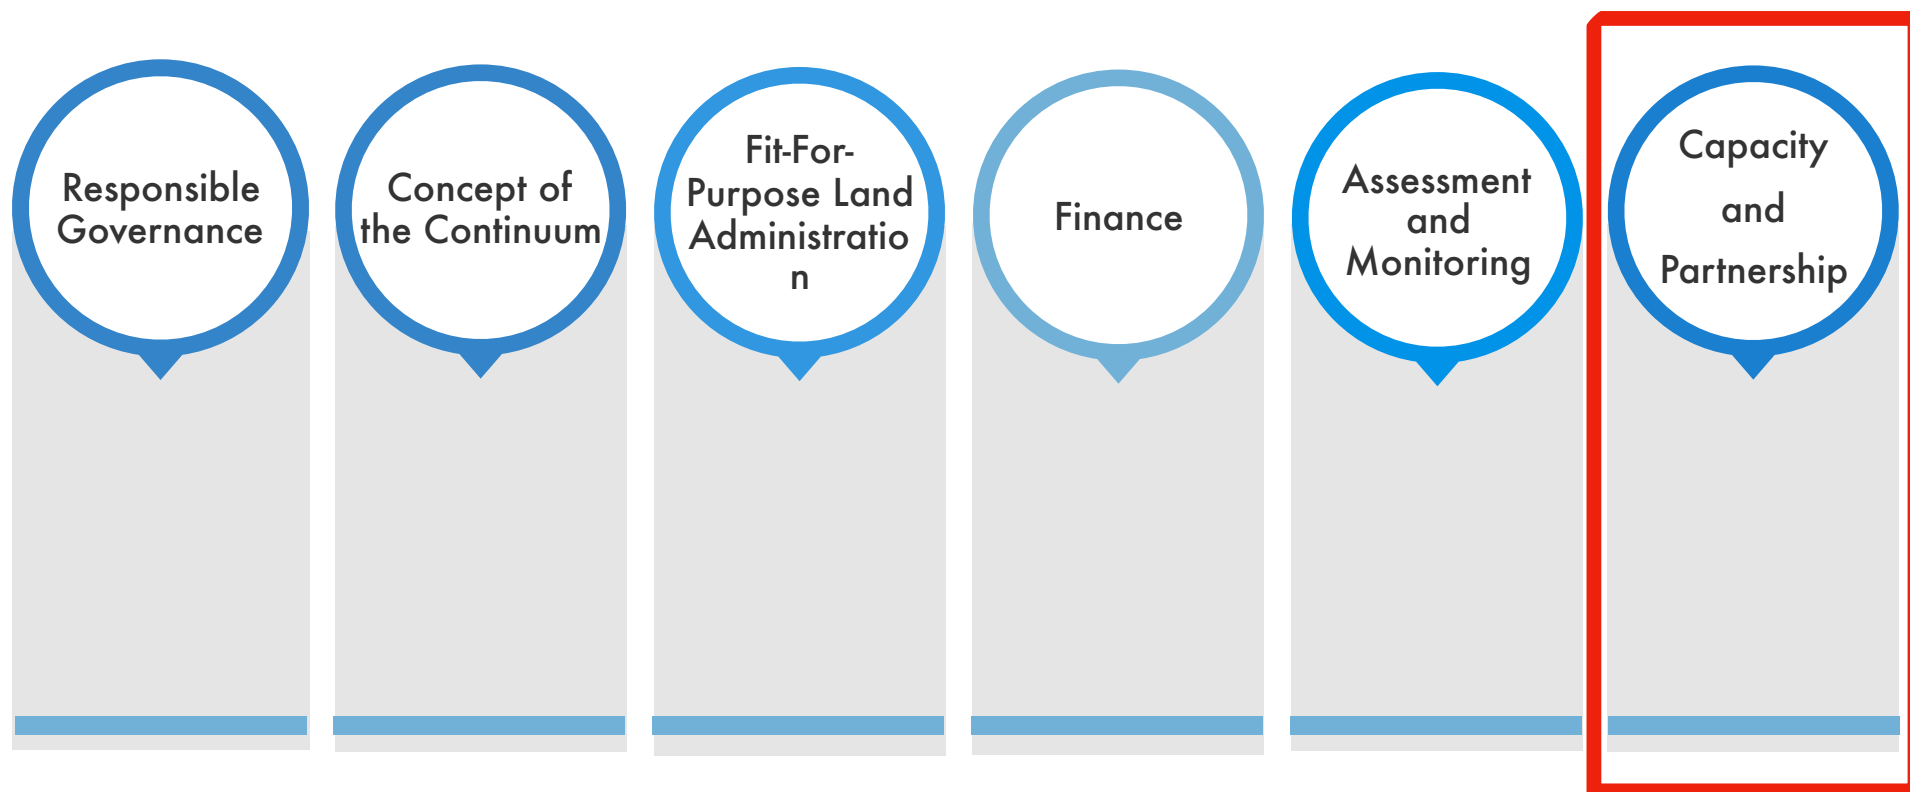 Responsible
Governance
Concept of
the Continuum
Fit-For-
Purpose Land
Administratio
n
Finance
Assessment
and
Monitoring
Capacity
and
Partnership